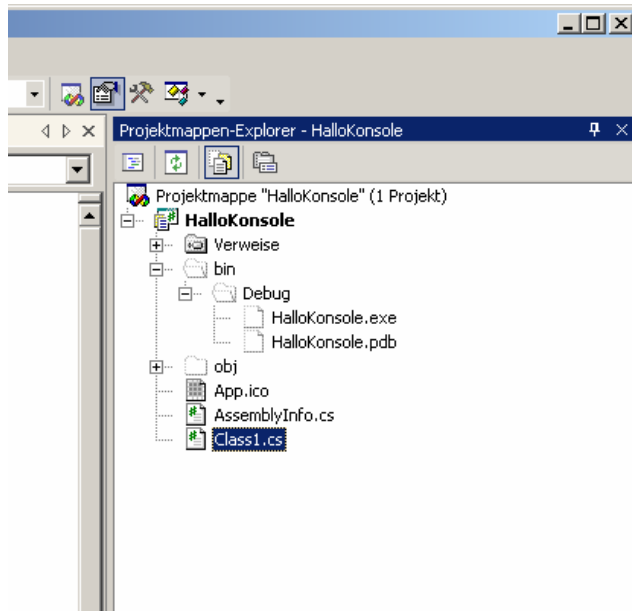 Projektmappen-Explorer - HalloKonsole
Projektmappe "HalloKonsole" (1 Projekt)
HalloKonsole
Verweise
bin
Debug
HalloKonsole.exe
HalloKonsole.pdb
obj
App.ico
AssemblyInfo.cs
Class1.cs